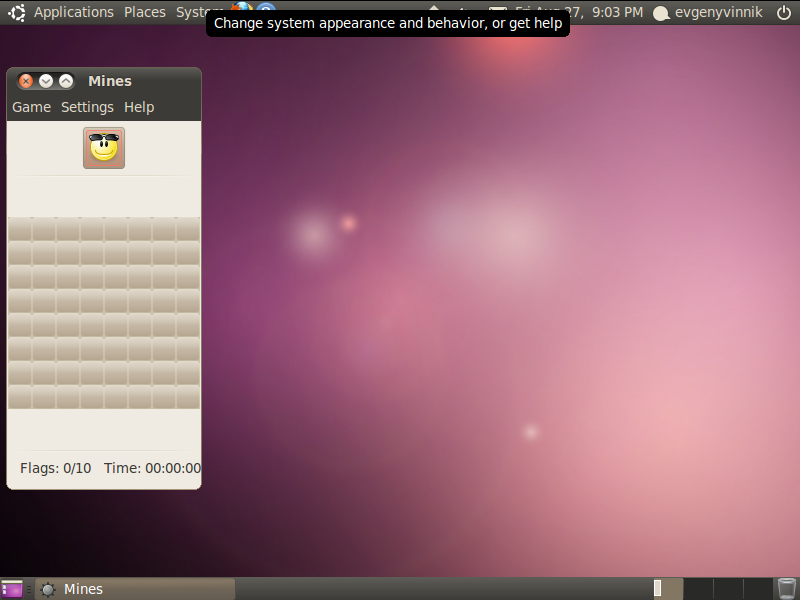 Applications Places System
Change system appearance and behavior, or get help
Fri Aug 27, 9:03 PM evgenyvinnik
Mines
Game Settings Help
Flags: 0/10 Time: 00:00:00
Mines